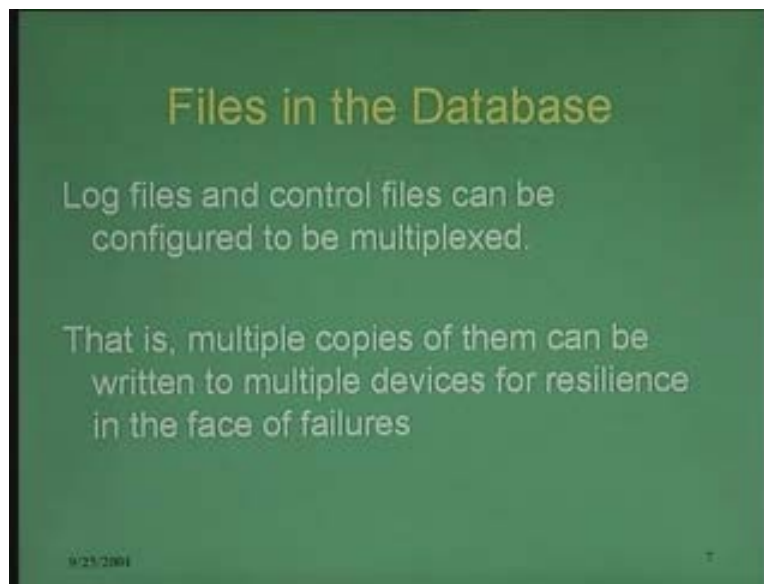 Files in the Database
Log files and control files can be
configured to be multiplexed.
That is, multiple copies of them can be
written to multiple devices for resilience
in the face of failures
9/25/2001
7